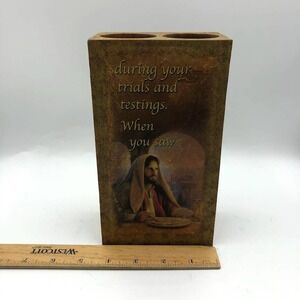 during your
trials and
testings.
When
you saw
WESTCOTT